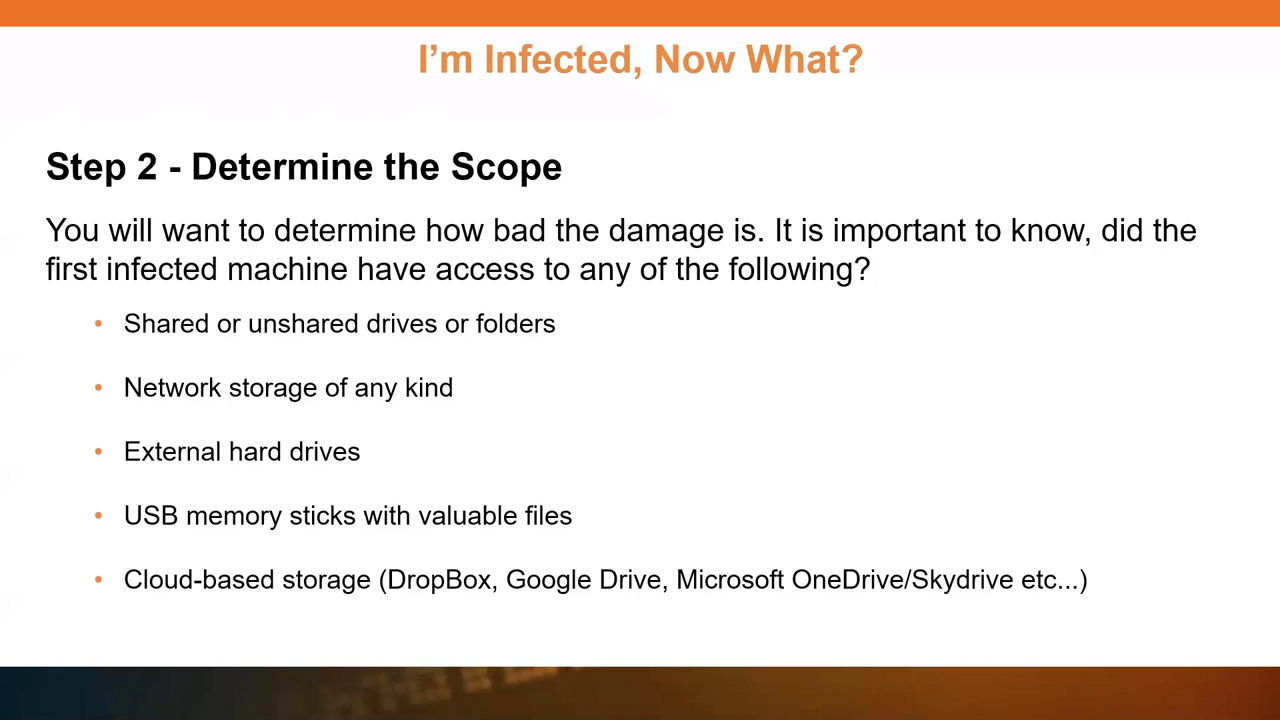 I’m Infected, Now What?
Step 2 - Determine the Scope
You will want to determine how bad the damage is. It is important to know, did the
first infected machine have access to any of the following?
• Shared or unshared drives or folders
• Network storage of any kind
• External hard drives
• USB memory sticks with valuable files
• Cloud-based storage (DropBox, Google Drive, Microsoft OneDrive/Skydrive etc...)